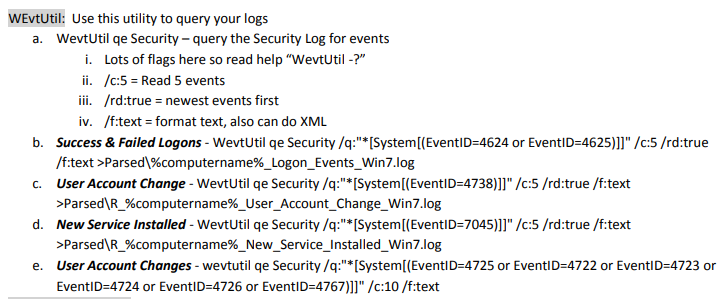 WEvtUtil: Use this utility to query your logs
a. WevtUtil qe Security – query the Security Log for events
i. Lots of flags here so read help “WevtUtil -?”
ii. /c:5 = Read 5 events
iii. /rd:true = newest events first
iv. /f:text = format text, also can do XML
b. Success & Failed Logons - WevtUtil qe Security /q:"*[System[(EventID=4624 or EventID=4625)]]" /c:5 /rd:true
/f:text >Parsed\%computername%_Logon_Events_Win7.log
c. User Account Change - WevtUtil qe Security /q:"*[System[(EventID=4738)]]" /c:5 /rd:true /f:text
>Parsed\R_%computername%_User_Account_Change_Win7.log
d. New Service Installed - WevtUtil qe Security /q:"*[System[(EventID=7045)]]" /c:5 /rd:true /f:text
>Parsed\R_%computername%_New_Service_Installed_Win7.log
e. User Account Changes - wevtutil qe Security /q:"*[System[(EventID=4725 or EventID=4722 or EventID=4723 or
EventID=4724 or EventID=4726 or EventID=4767)]]" /c:10 /f:text